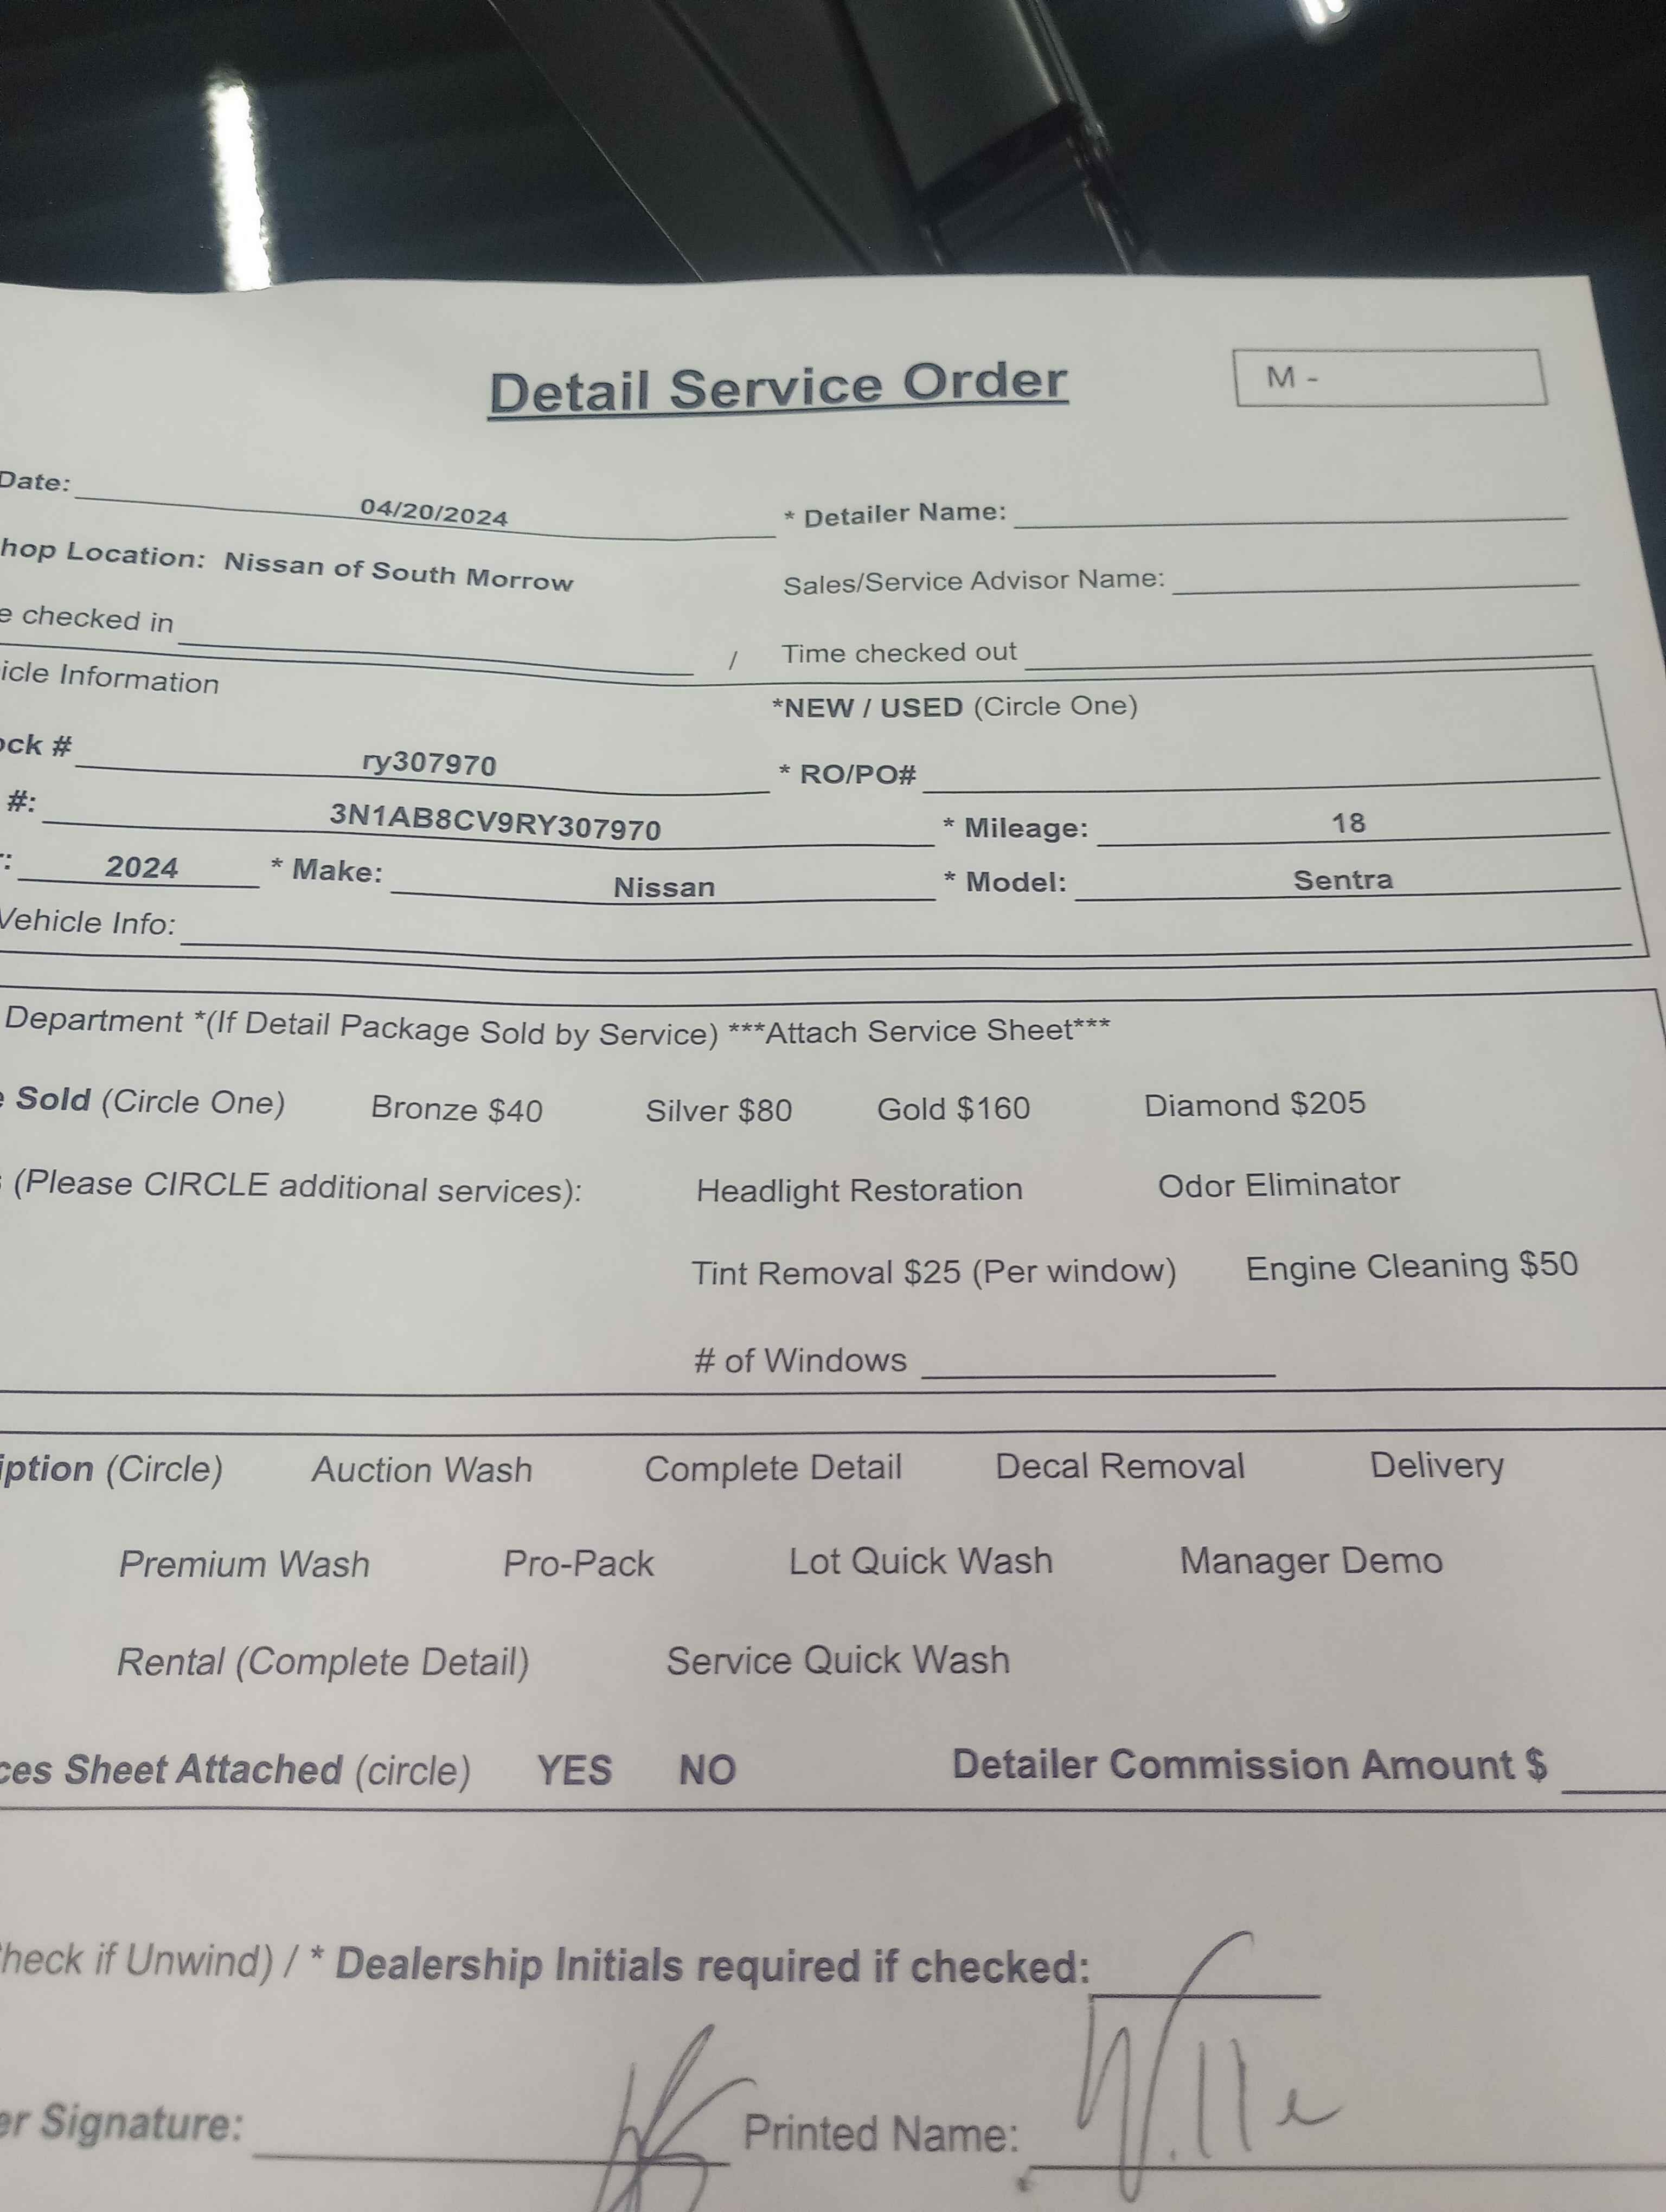 Detail Service Order
M -
Date: 04/20/2024 * Detailer Name:
hop Location: Nissan of South Morrow Sales/Service Advisor Name:
e checked in / Time checked out
icle Information *NEW / USED (Circle One)
ock # ry307970 * RO/PO#
#: 3N1AB8CV9RY307970 * Mileage: 18
: 2024 * Make: Nissan * Model: Sentra
Vehicle Info:
Department *(If Detail Package Sold by Service) ***Attach Service Sheet***
e Sold (Circle One) Bronze $40 Silver $80 Gold $160 Diamond $205
(Please CIRCLE additional services): Headlight Restoration Odor Eliminator
Tint Removal $25 (Per window) Engine Cleaning $50
# of Windows
iption (Circle) Auction Wash Complete Detail Decal Removal Delivery
Premium Wash Pro-Pack Lot Quick Wash Manager Demo
Rental (Complete Detail) Service Quick Wash
ces Sheet Attached (circle) YES NO Detailer Commission Amount $
heck if Unwind) / * Dealership Initials required if checked:
er Signature: Printed Name: Wille